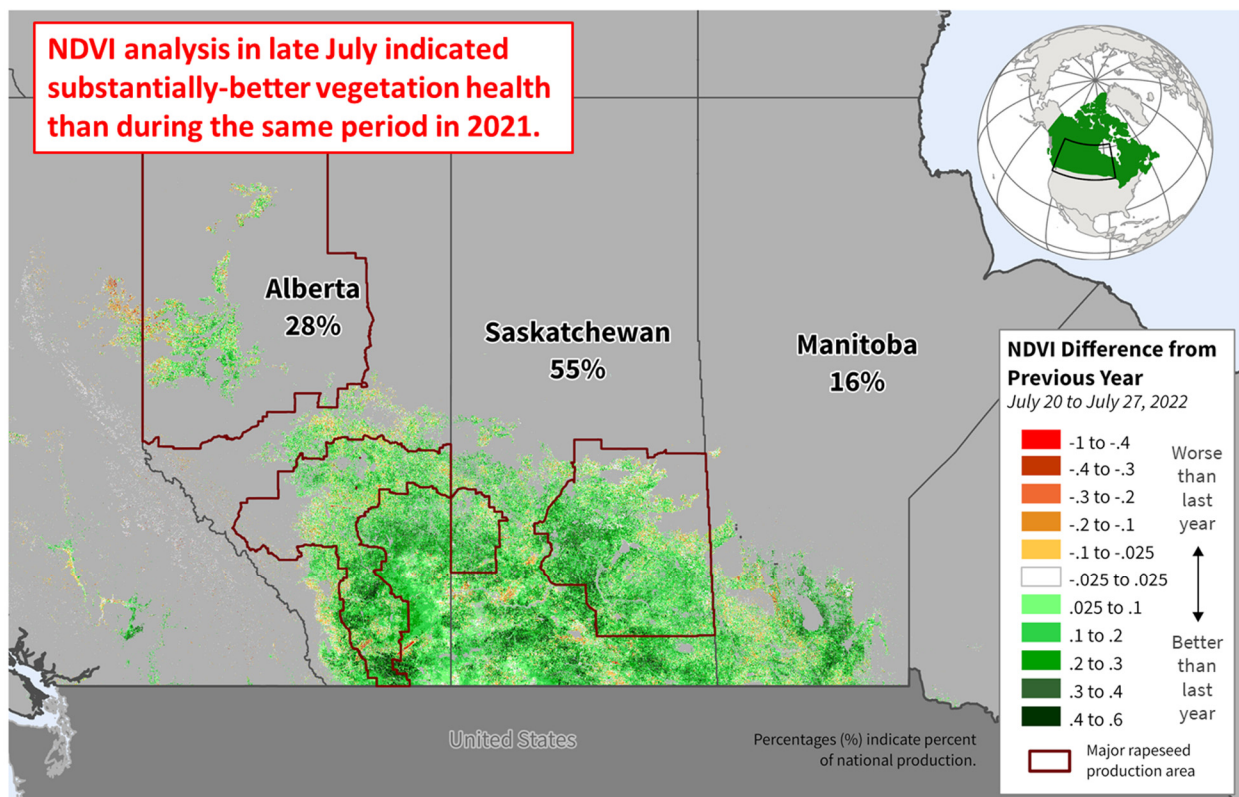 NDVI analysis in late July indicated
substantially-better vegetation health
than during the same period in 2021.
Alberta
28%
Saskatchewan
55%
Manitoba
16%
NDVI Difference from
Previous Year
July 20 to July 27, 2022
-1 to -.4
-.4 to -.3
-.3 to -.2
-.2 to -.1
-.1 to -.025
-.025 to .025
.025 to .1
.1 to .2
.2 to .3
.3 to .4
.4 to .6
Worse
than
last
year
Better
than
last
year
Major rapeseed
production area
United States
Percentages (%) indicate percent
of national production.